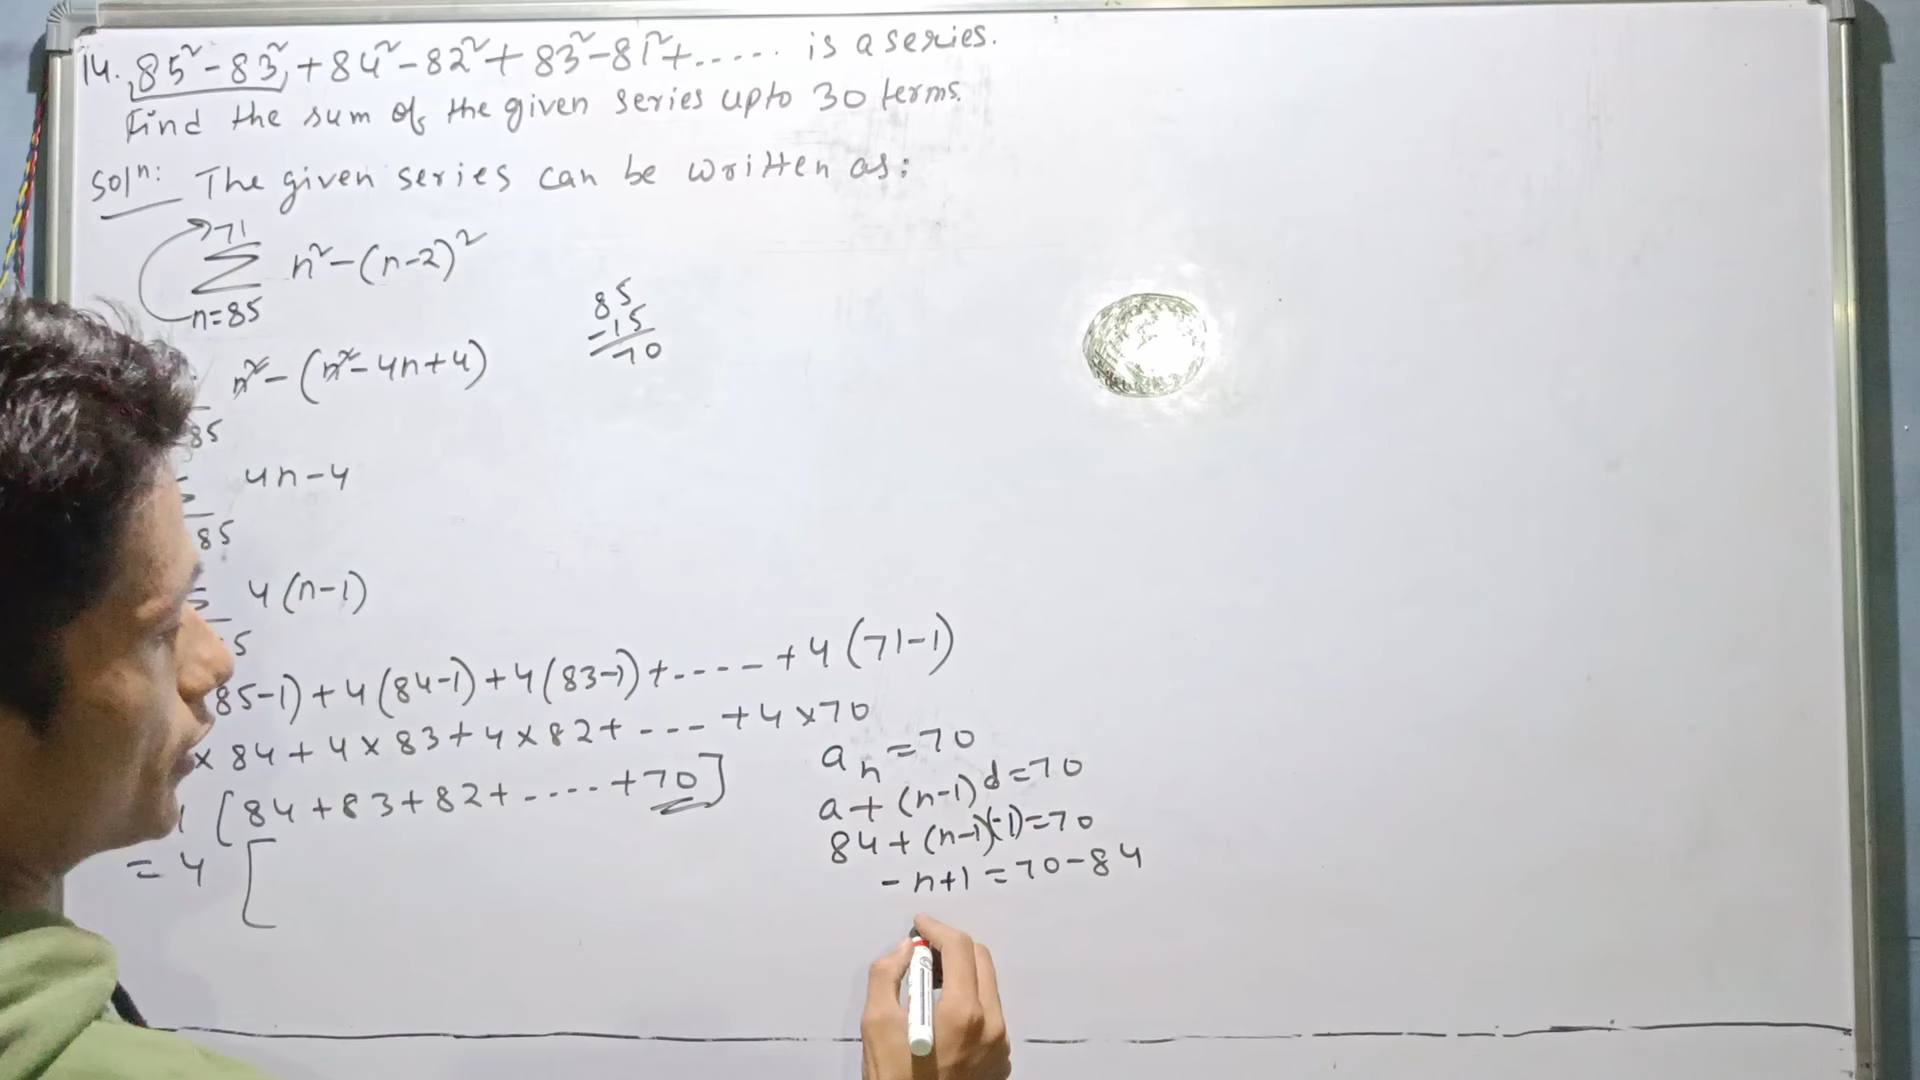 14. 85² - 83² + 84² - 82² + 83² - 81² + ..... is a series.
Find the sum of the given series upto 30 terms.
Solⁿ: The given series can be written as:
71
Σ n² - (n-2)²
n=85
85
-15
70
n² - (n² - 4n + 4)
85
4n - 4
85
4(n-1)
5
85-1) + 4(84-1) + 4(83-1) + ..... + 4(71-1)
× 84 + 4×83 + 4×82 + .... + 4×70
[84 + 83 + 82 + ..... + 70]
= 4 [
aₙ = 70
a + (n-1)d = 70
84 + (n-1)(-1) = 70
-n+1 = 70-84